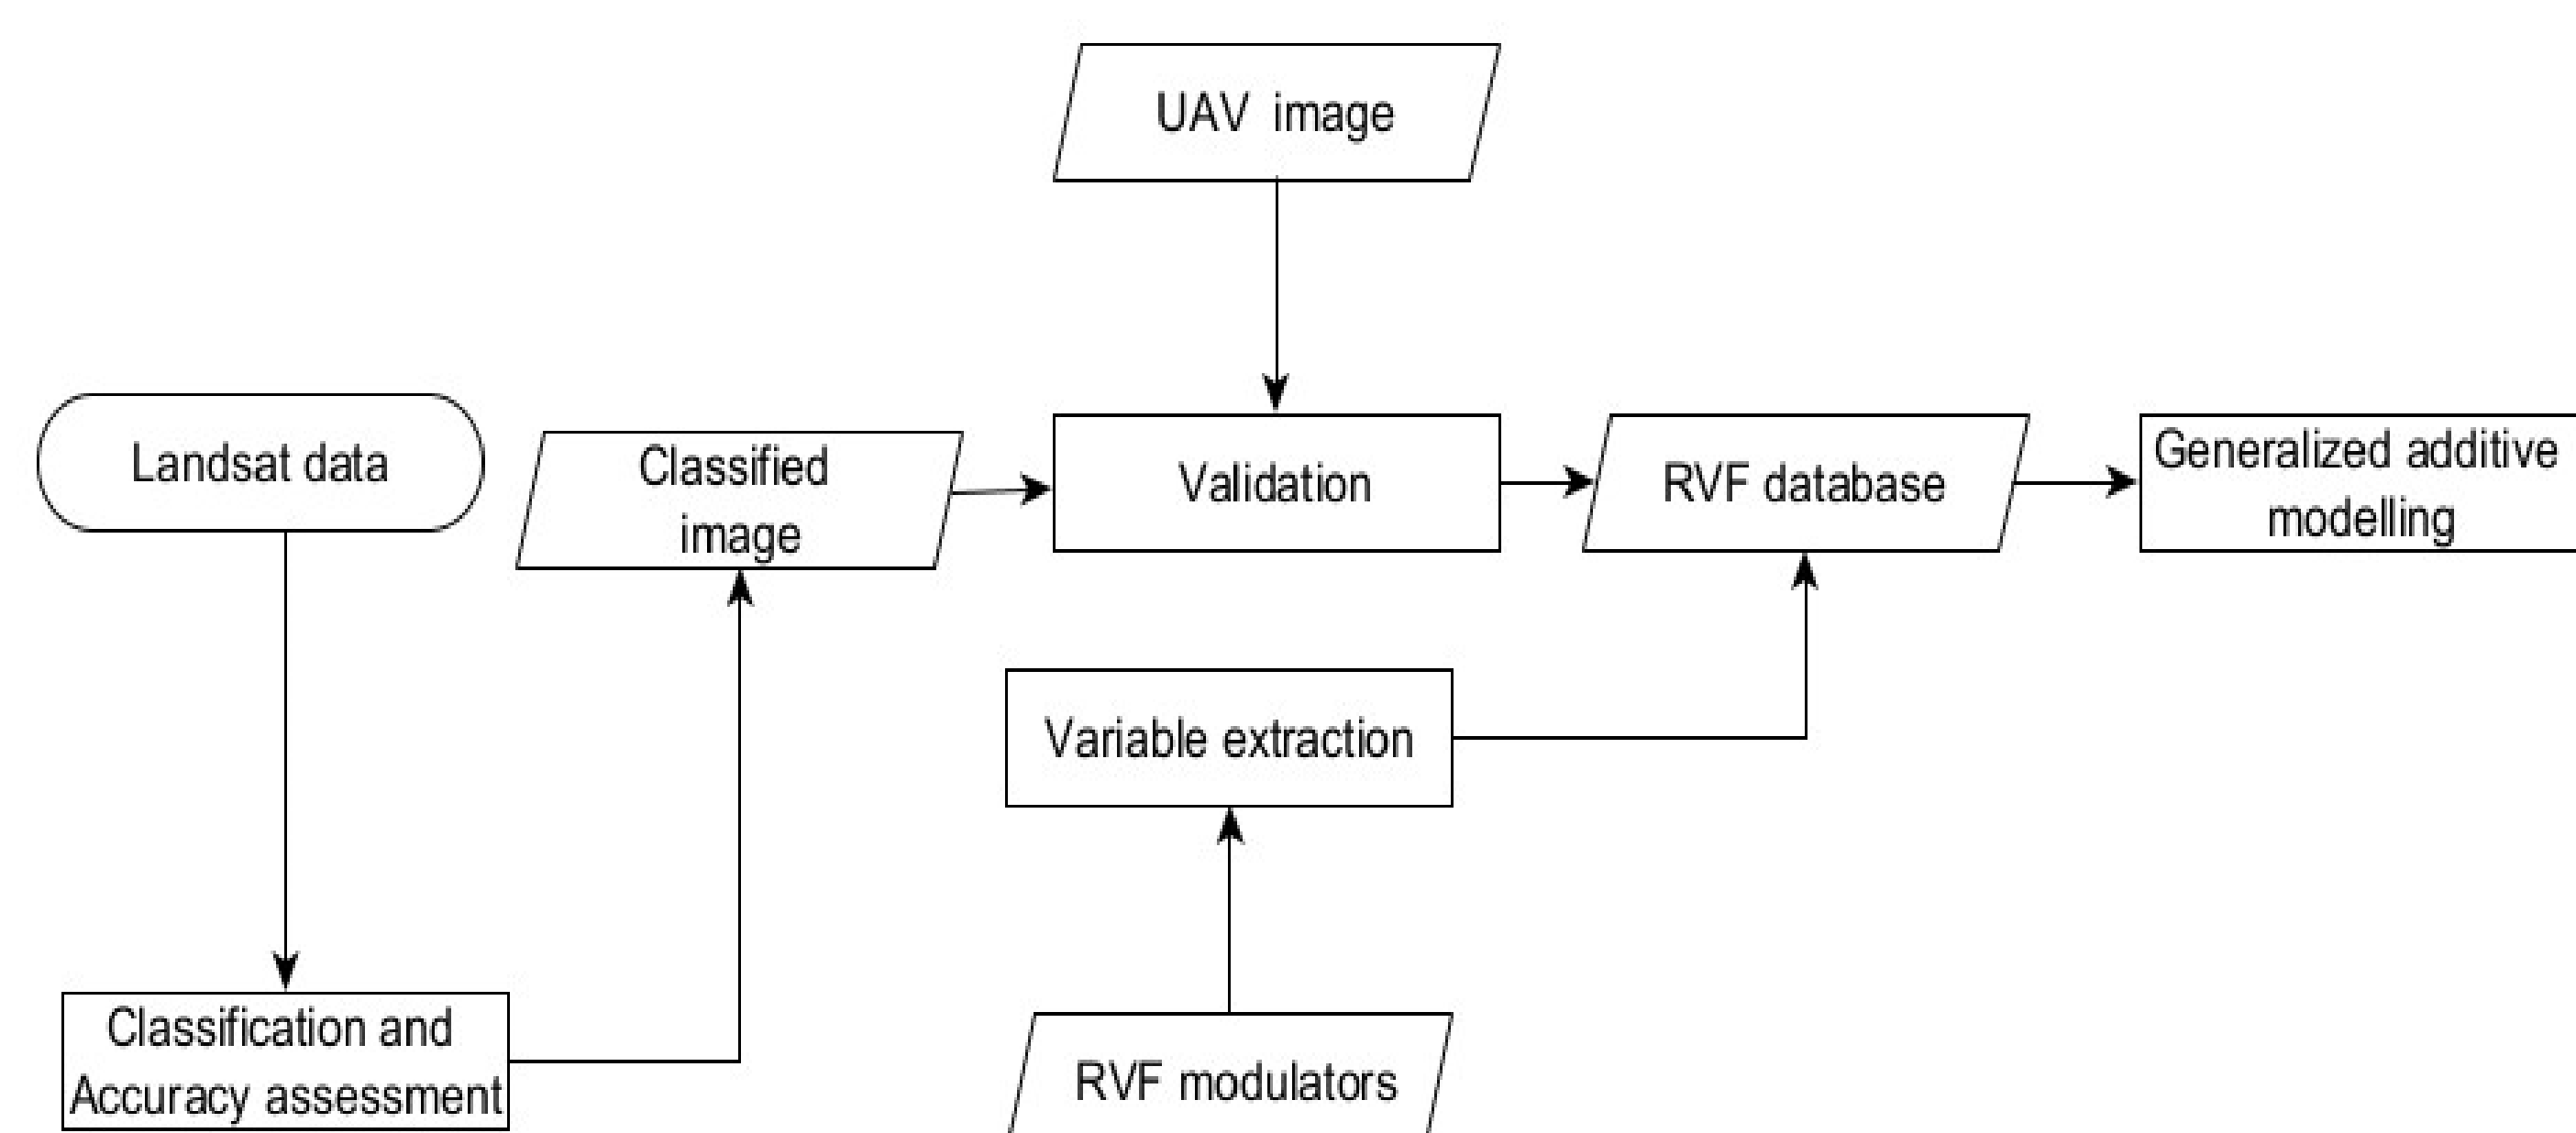 UAV image
Landsat data
Classified
image
Validation
RVF database
Generalized additive
modelling
Variable extraction
Classification and
Accuracy assessment
RVF modulators